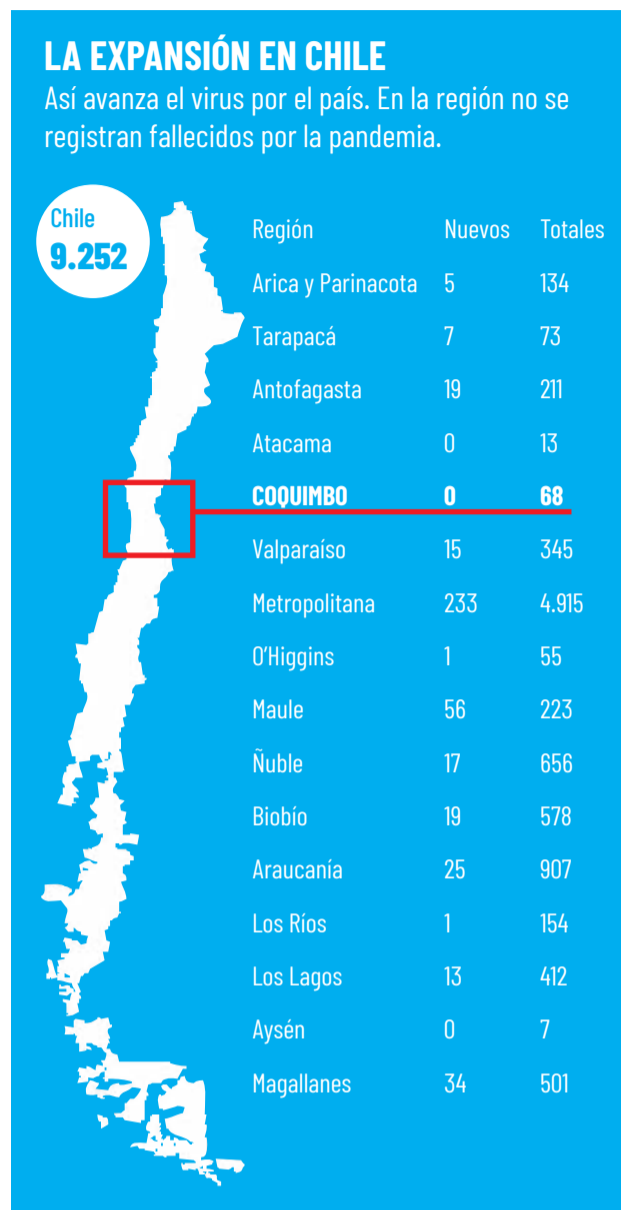 LA EXPANSIÓN EN CHILE
Así avanza el virus por el país. En la región no se
registran fallecidos por la pandemia.
Chile
9.252
Región Nuevos Totales
Arica y Parinacota 5 134
Tarapacá 7 73
Antofagasta 19 211
Atacama 0 13
COQUIMBO 0 68
Valparaíso 15 345
Metropolitana 233 4.915
O'Higgins 1 55
Maule 56 223
Ñuble 17 656
Biobío 19 578
Araucanía 25 907
Los Ríos 1 154
Los Lagos 13 412
Aysén 0 7
Magallanes 34 501